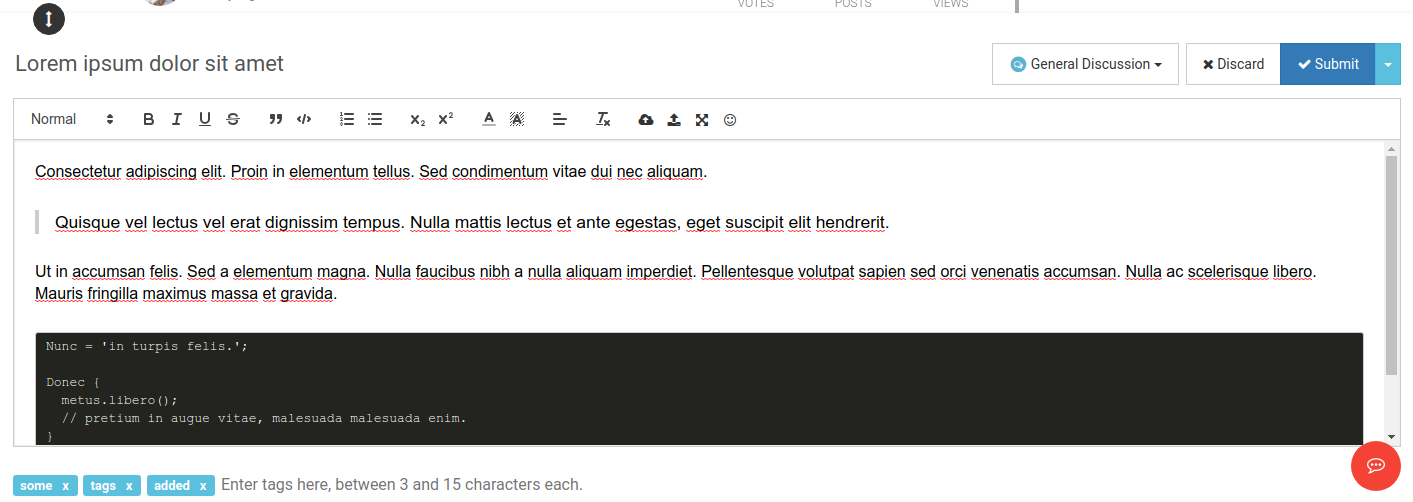 VOTES POSTS VIEWS
Lorem ipsum dolor sit amet
General Discussion
Discard
Submit
Normal
B I U S
X₂ X²
A A
Tx
Consectetur adipiscing elit. Proin in elementum tellus. Sed condimentum vitae dui nec aliquam.
Quisque vel lectus vel erat dignissim tempus. Nulla mattis lectus et ante egestas, eget suscipit elit hendrerit.
Ut in accumsan felis. Sed a elementum magna. Nulla faucibus nibh a nulla aliquam imperdiet. Pellentesque volutpat sapien sed orci venenatis accumsan. Nulla ac scelerisque libero.
Mauris fringilla maximus massa et gravida.
Nunc = 'in turpis felis.';
Donec {
  metus.libero();
  // pretium in augue vitae, malesuada malesuada enim.
}
some x tags x added x Enter tags here, between 3 and 15 characters each.